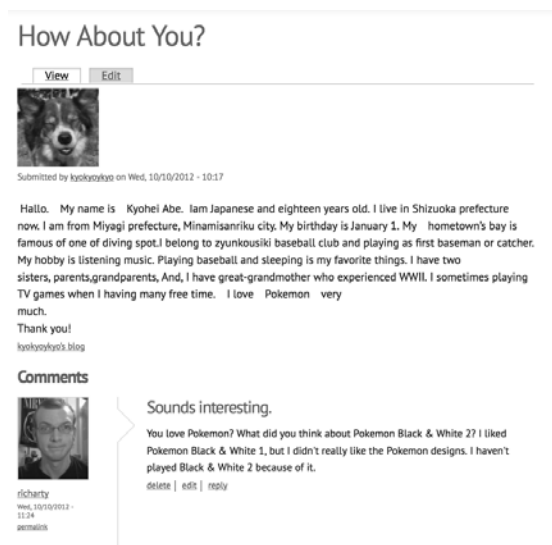 How About You?
View Edit
Submitted by kyokyoykyo on Wed, 10/10/2012 - 10:17
Hallo. My name is Kyohei Abe. Iam Japanese and eighteen years old. I live in Shizuoka prefecture
now. I am from Miyagi prefecture, Minamisanriku city. My birthday is January 1. My hometown's bay is
famous of one of diving spot.I belong to zyunkousiki baseball club and playing as first baseman or catcher.
My hobby is listening music. Playing baseball and sleeping is my favorite things. I have two
sisters, parents,grandparents, And, I have great-grandmother who experienced WWII. I sometimes playing
TV games when I having many free time. I love Pokemon very
much.
Thank you!
kyokyoykyo's blog
Comments
Sounds interesting.
You love Pokemon? What did you think about Pokemon Black & White 2? I liked
Pokemon Black & White 1, but I didn't really like the Pokemon designs. I haven't
played Black & White 2 because of it.
delete | edit | reply
richarty
Wed, 10/10/2012 -
11:24
permalink